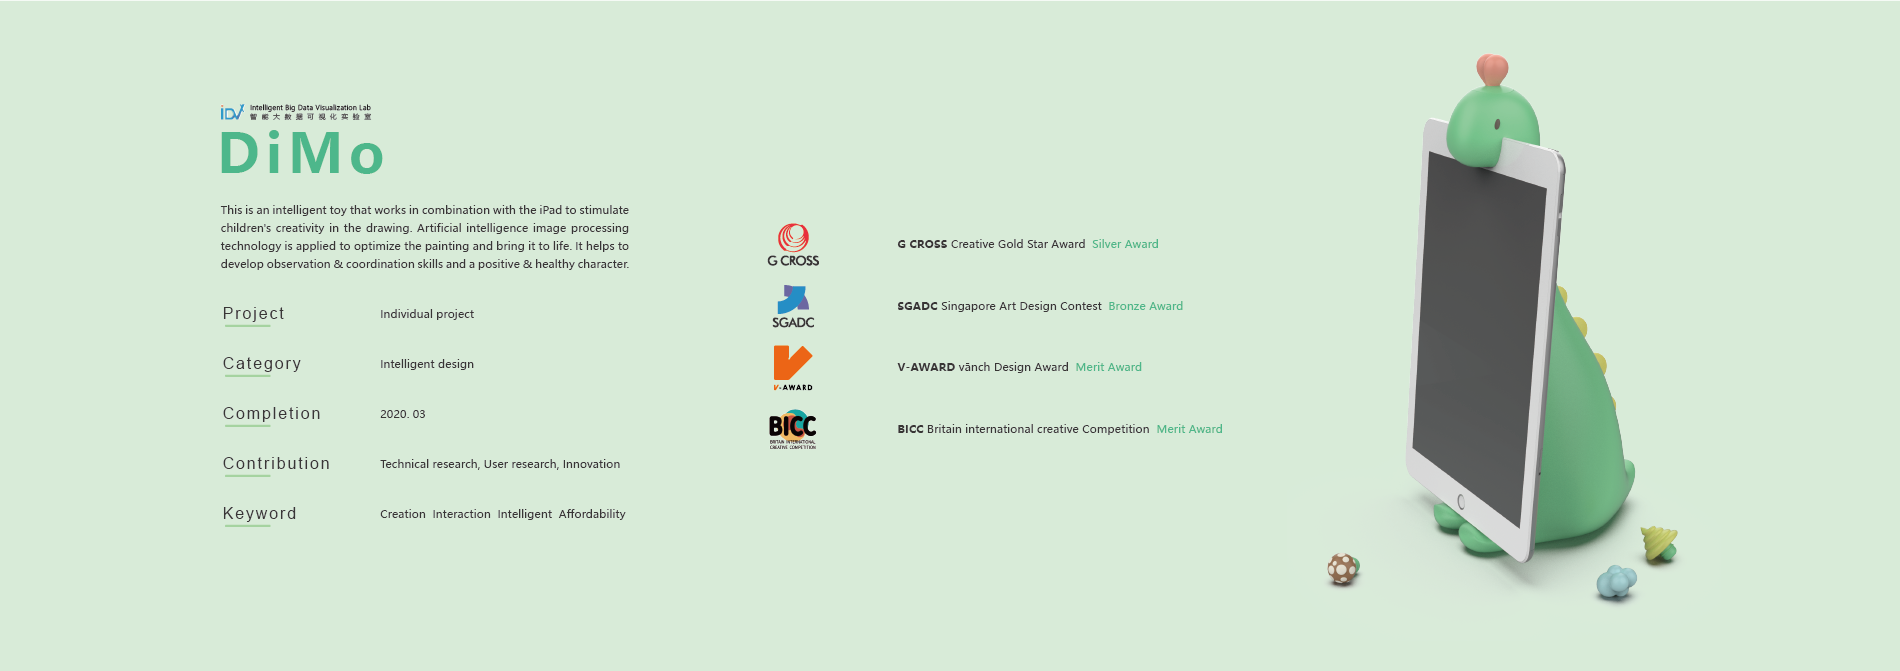 iDV Intelligent Big Data Visualization Lab
智能大数据可视化实验室
DiMo
This is an intelligent toy that works in combination with the iPad to stimulate
children's creativity in the drawing. Artificial intelligence image processing
technology is applied to optimize the painting and bring it to life. It helps to
develop observation & coordination skills and a positive & healthy character.
Project Individual project
Category Intelligent design
Completion 2020. 03
Contribution Technical research, User research, Innovation
Keyword Creation Interaction Intelligent Affordability
G CROSS
G CROSS Creative Gold Star Award Silver Award
SGADC
SGADC Singapore Art Design Contest Bronze Award
V-AWARD
V-AWARD vānch Design Award Merit Award
BICC
BRITAIN INTERNATIONAL
CREATIVE COMPETITION
BICC Britain international creative Competition Merit Award